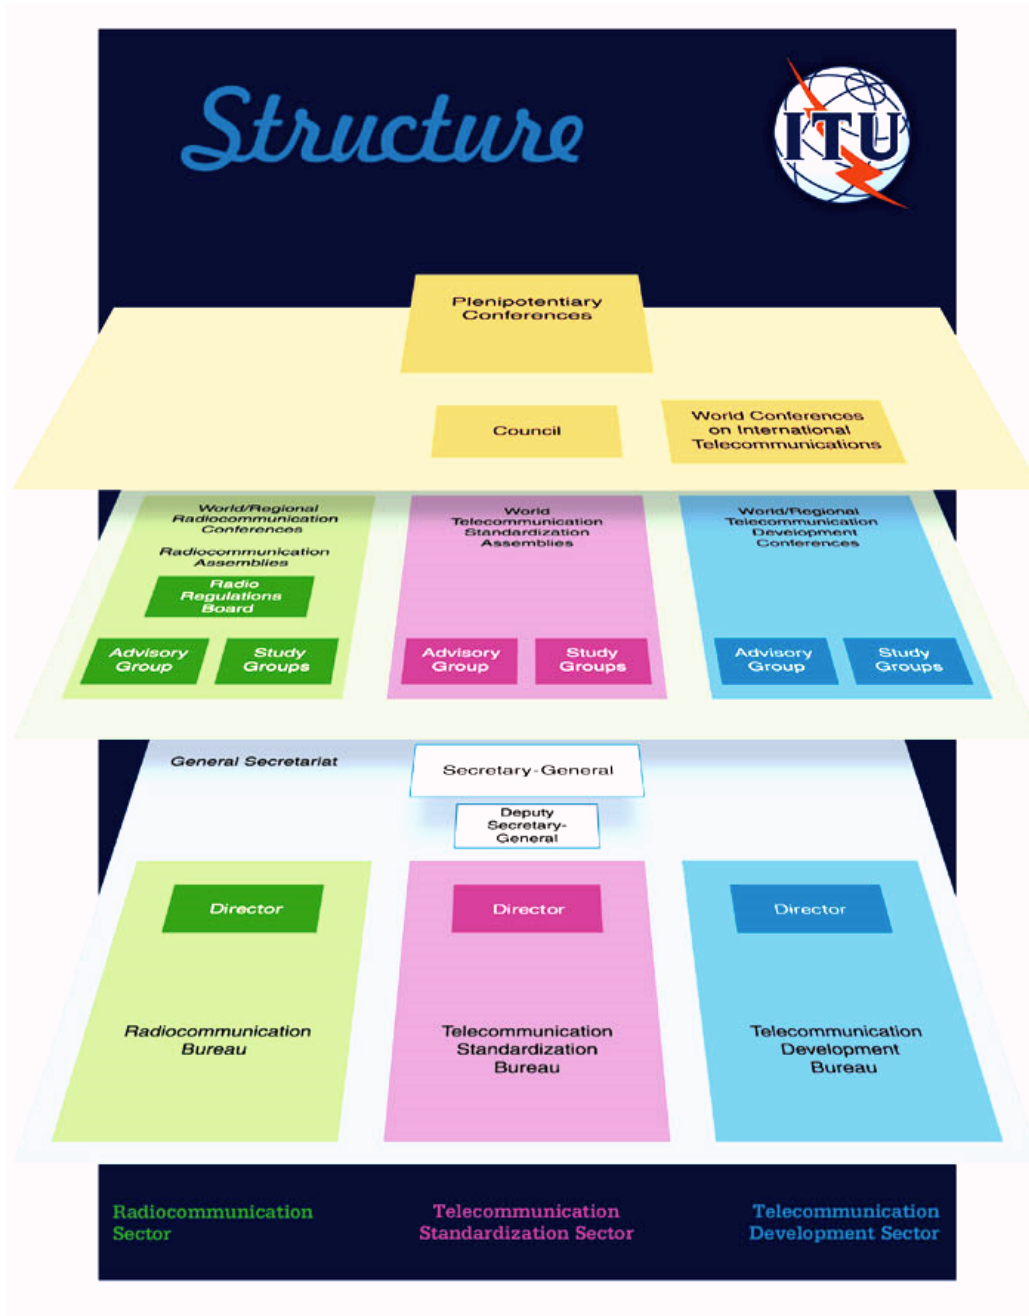 Structure
ITU
Plenipotentiary
Conferences
Council
World Conferences
on International
Telecommunications
World/Regional
Radiocommunication
Conferences
Radiocommunication
Assemblies
Radio
Regulations
Board
Advisory
Group
Study
Groups
World
Telecommunication
Standardization
Assemblies
Advisory
Group
Study
Groups
World/Regional
Telecommunication
Development
Conferences
Advisory
Group
Study
Groups
General Secretariat
Secretary-General
Deputy
Secretary-
General
Director
Radiocommunication
Bureau
Director
Telecommunication
Standardization
Bureau
Director
Telecommunication
Development
Bureau
Radiocommunication
Sector
Telecommunication
Standardization Sector
Telecommunication
Development Sector